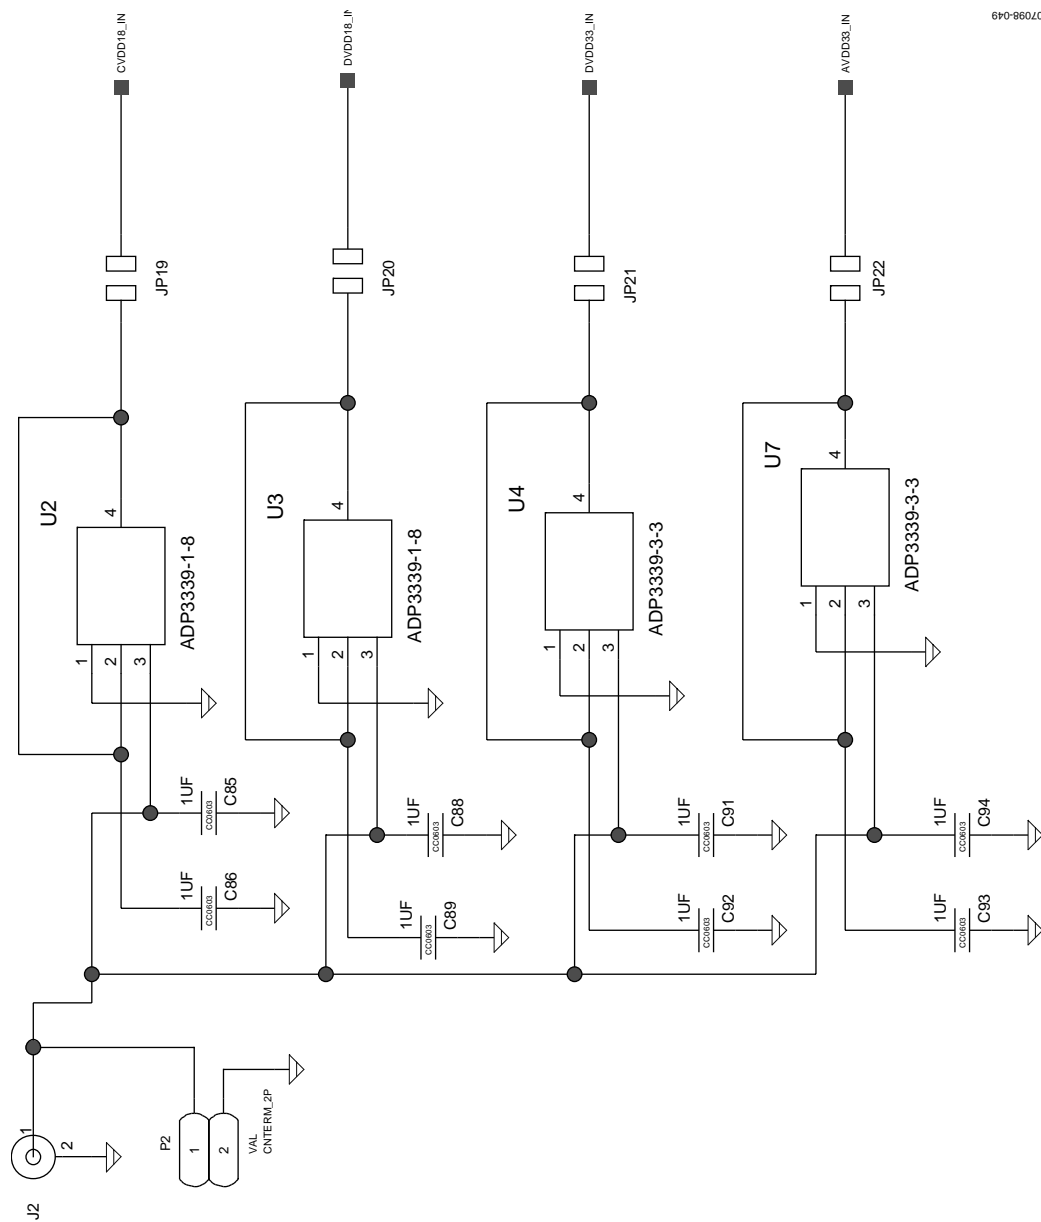 CVDD18_IN
DVDD18_IN
DVDD33_IN
AVDD33_IN
07098-049
JP19
JP20
JP21
JP22
U2
4
ADP3339-1-8
1
2
3
U3
4
ADP3339-1-8
1
2
3
U4
4
ADP3339-3-3
1
2
3
U7
4
ADP3339-3-3
1
2
3
1UF
CC0603
C85
1UF
CC0603
C86
1UF
CC0603
C88
1UF
CC0603
C89
1UF
CC0603
C91
1UF
CC0603
C92
1UF
CC0603
C94
1UF
CC0603
C93
J2
1
2
P2
1
2
VAL
CNTERM_2P